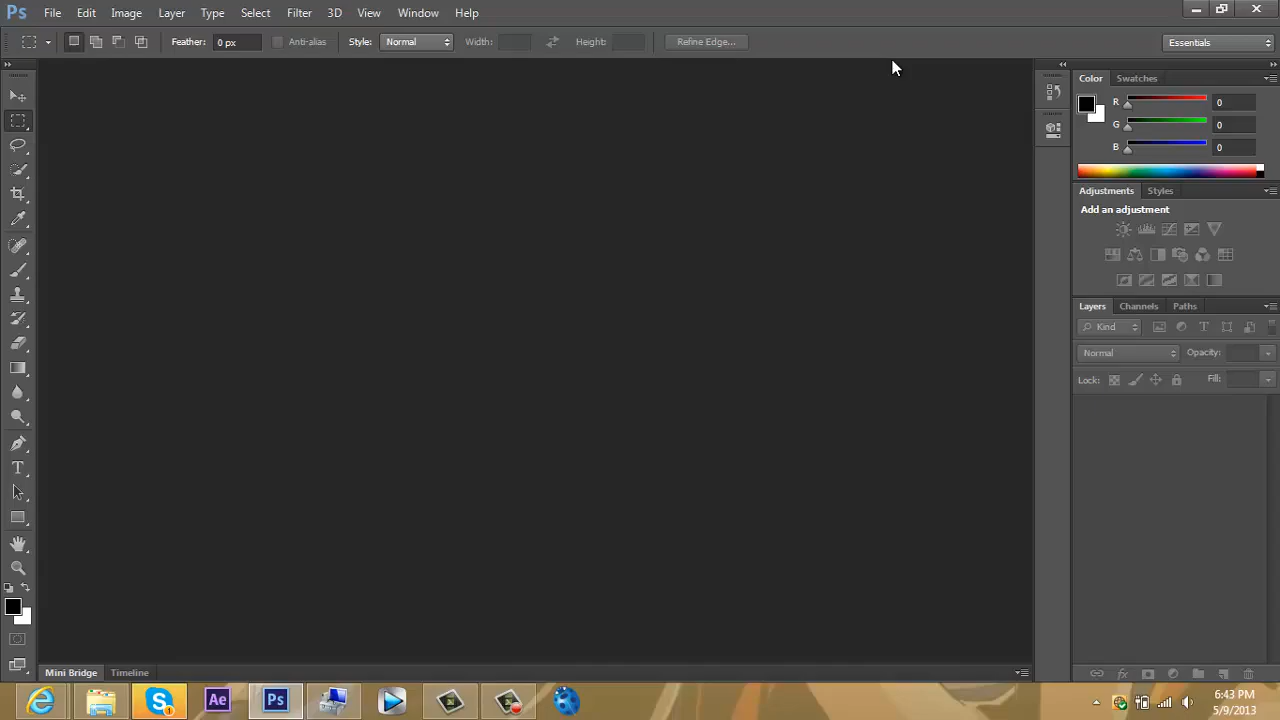 Ps File Edit Image Layer Type Select Filter 3D View Window Help
Feather: 0 px Anti-alias Style: Normal Width: Height: Refine Edge... Essentials
Color Swatches
R 0
G 0
B 0
Adjustments Styles
Add an adjustment
Layers Channels Paths
Kind
Normal Opacity:
Lock: Fill:
T
Mini Bridge Timeline
Ae Ps
6:43 PM
5/9/2013